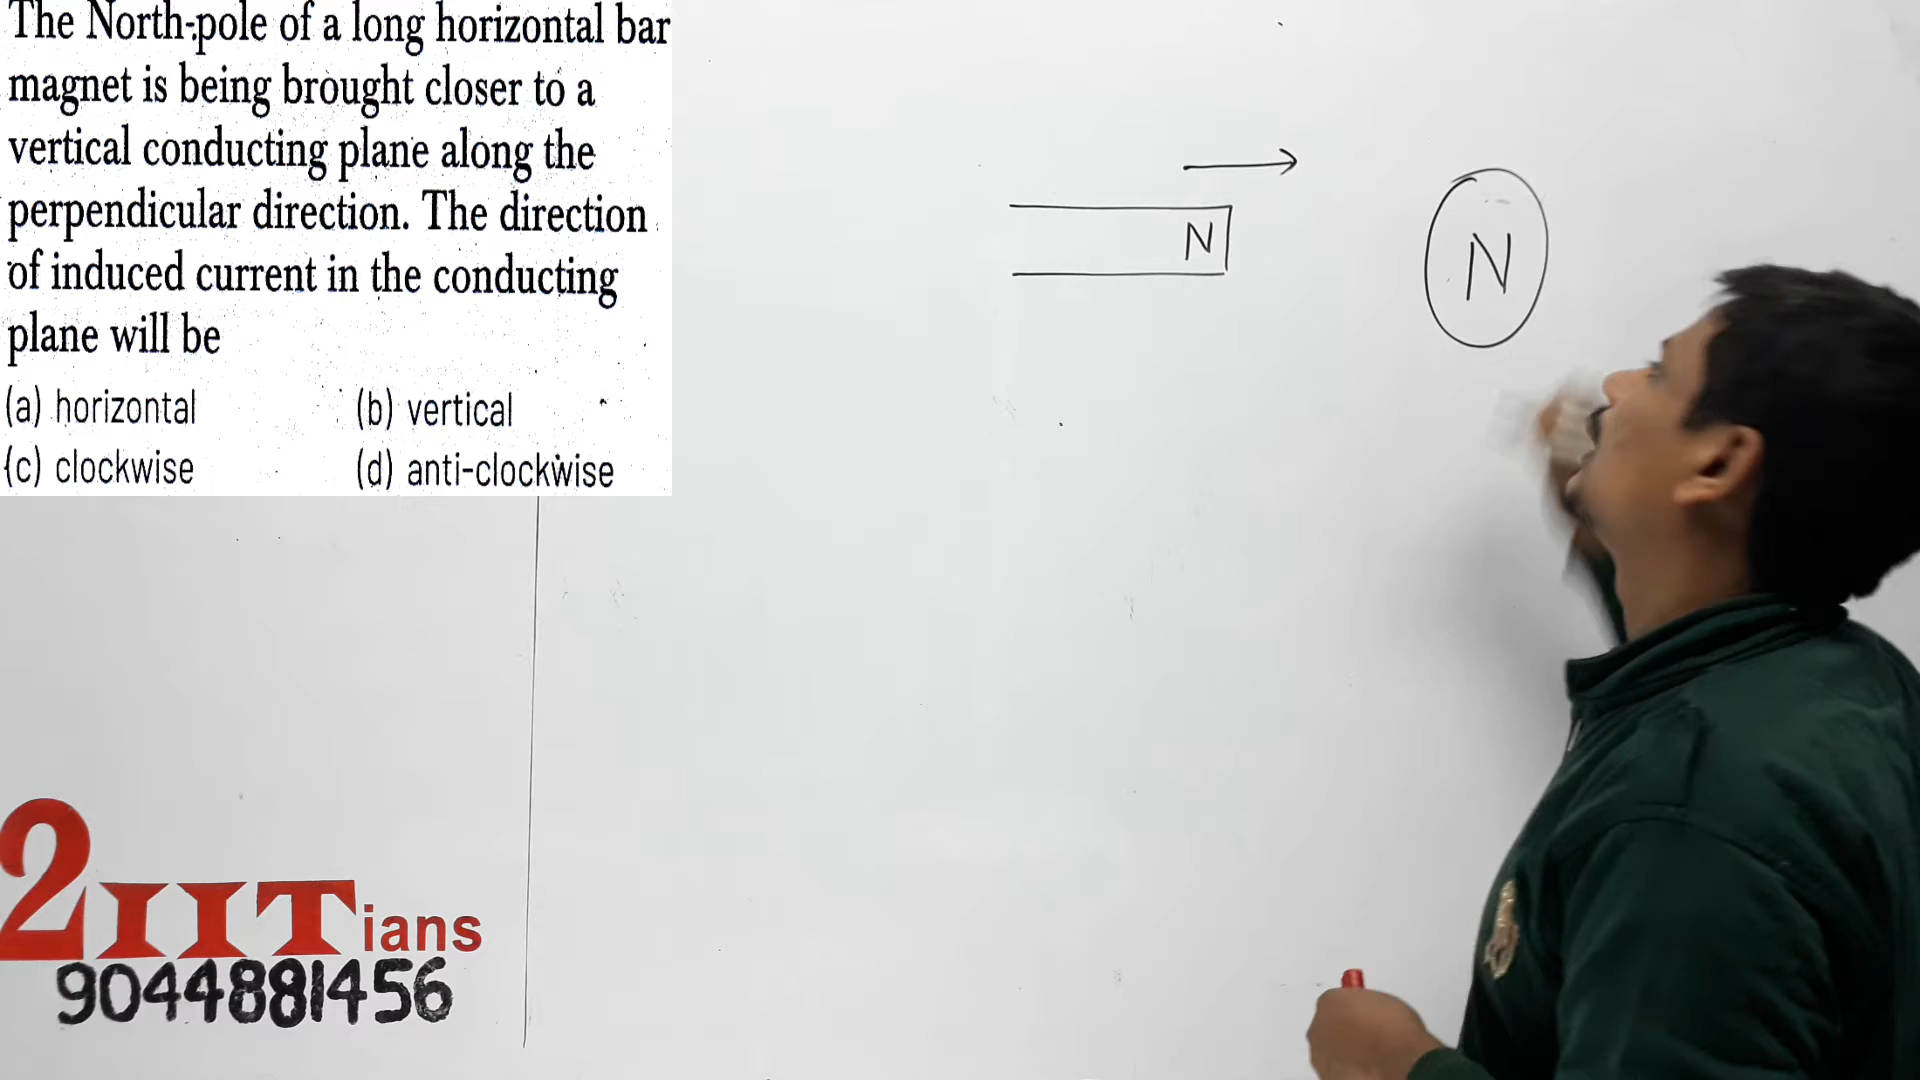 The North-pole of a long horizontal bar
magnet is being brought closer to a
vertical conducting plane along the
perpendicular direction. The direction
of induced current in the conducting
plane will be
(a) horizontal (b) vertical
(c) clockwise (d) anti-clockwise
N
N
2IITians
9044881456